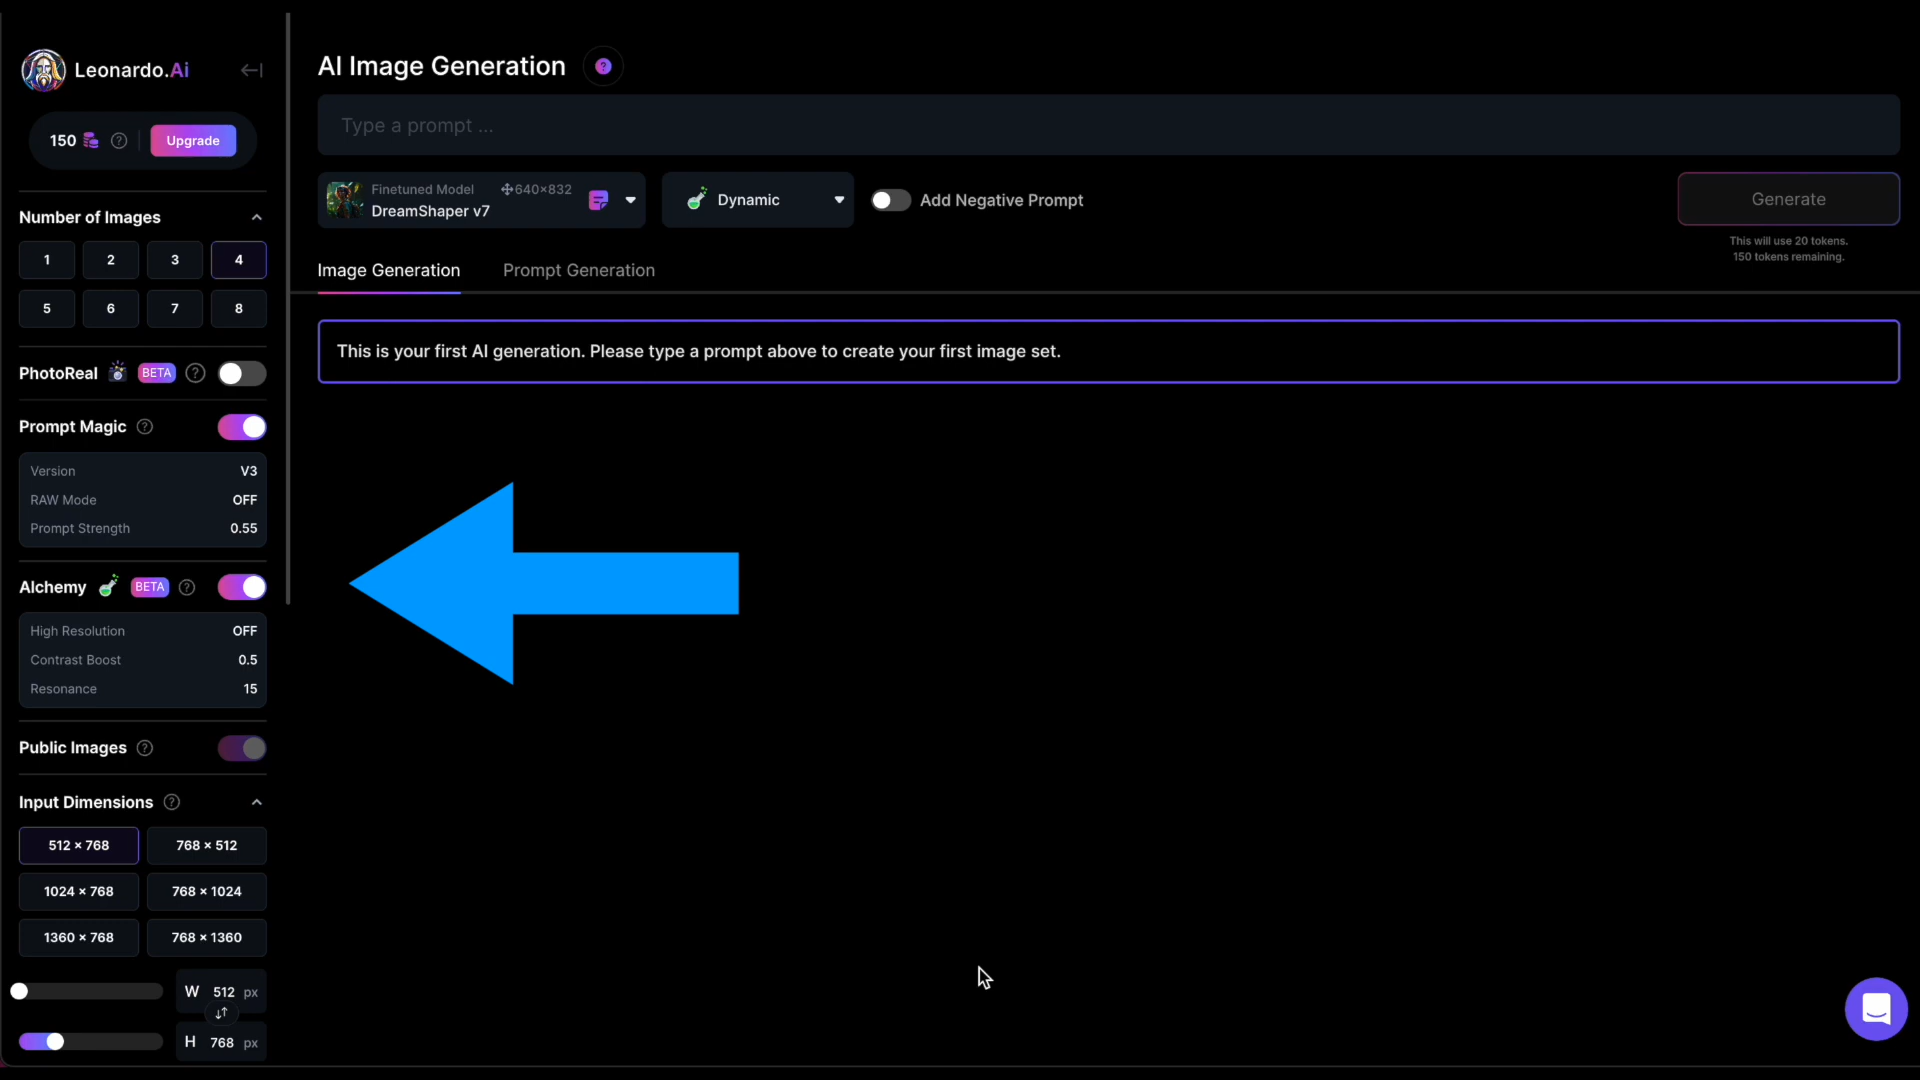 Leonardo.Ai
150
Upgrade
Number of Images
1 2 3 4
5 6 7 8
PhotoReal BETA ?
Prompt Magic ?
Version V3
RAW Mode OFF
Prompt Strength 0.55
Alchemy BETA ?
High Resolution OFF
Contrast Boost 0.5
Resonance 15
Public Images ?
Input Dimensions ?
512 × 768 768 × 512
1024 × 768 768 × 1024
1360 × 768 768 × 1360
W 512 px
H 768 px
AI Image Generation ?
Type a prompt ...
Finetuned Model 640×832
DreamShaper v7
Dynamic
Add Negative Prompt
Generate
This will use 20 tokens.
150 tokens remaining.
Image Generation Prompt Generation
This is your first AI generation. Please type a prompt above to create your first image set.